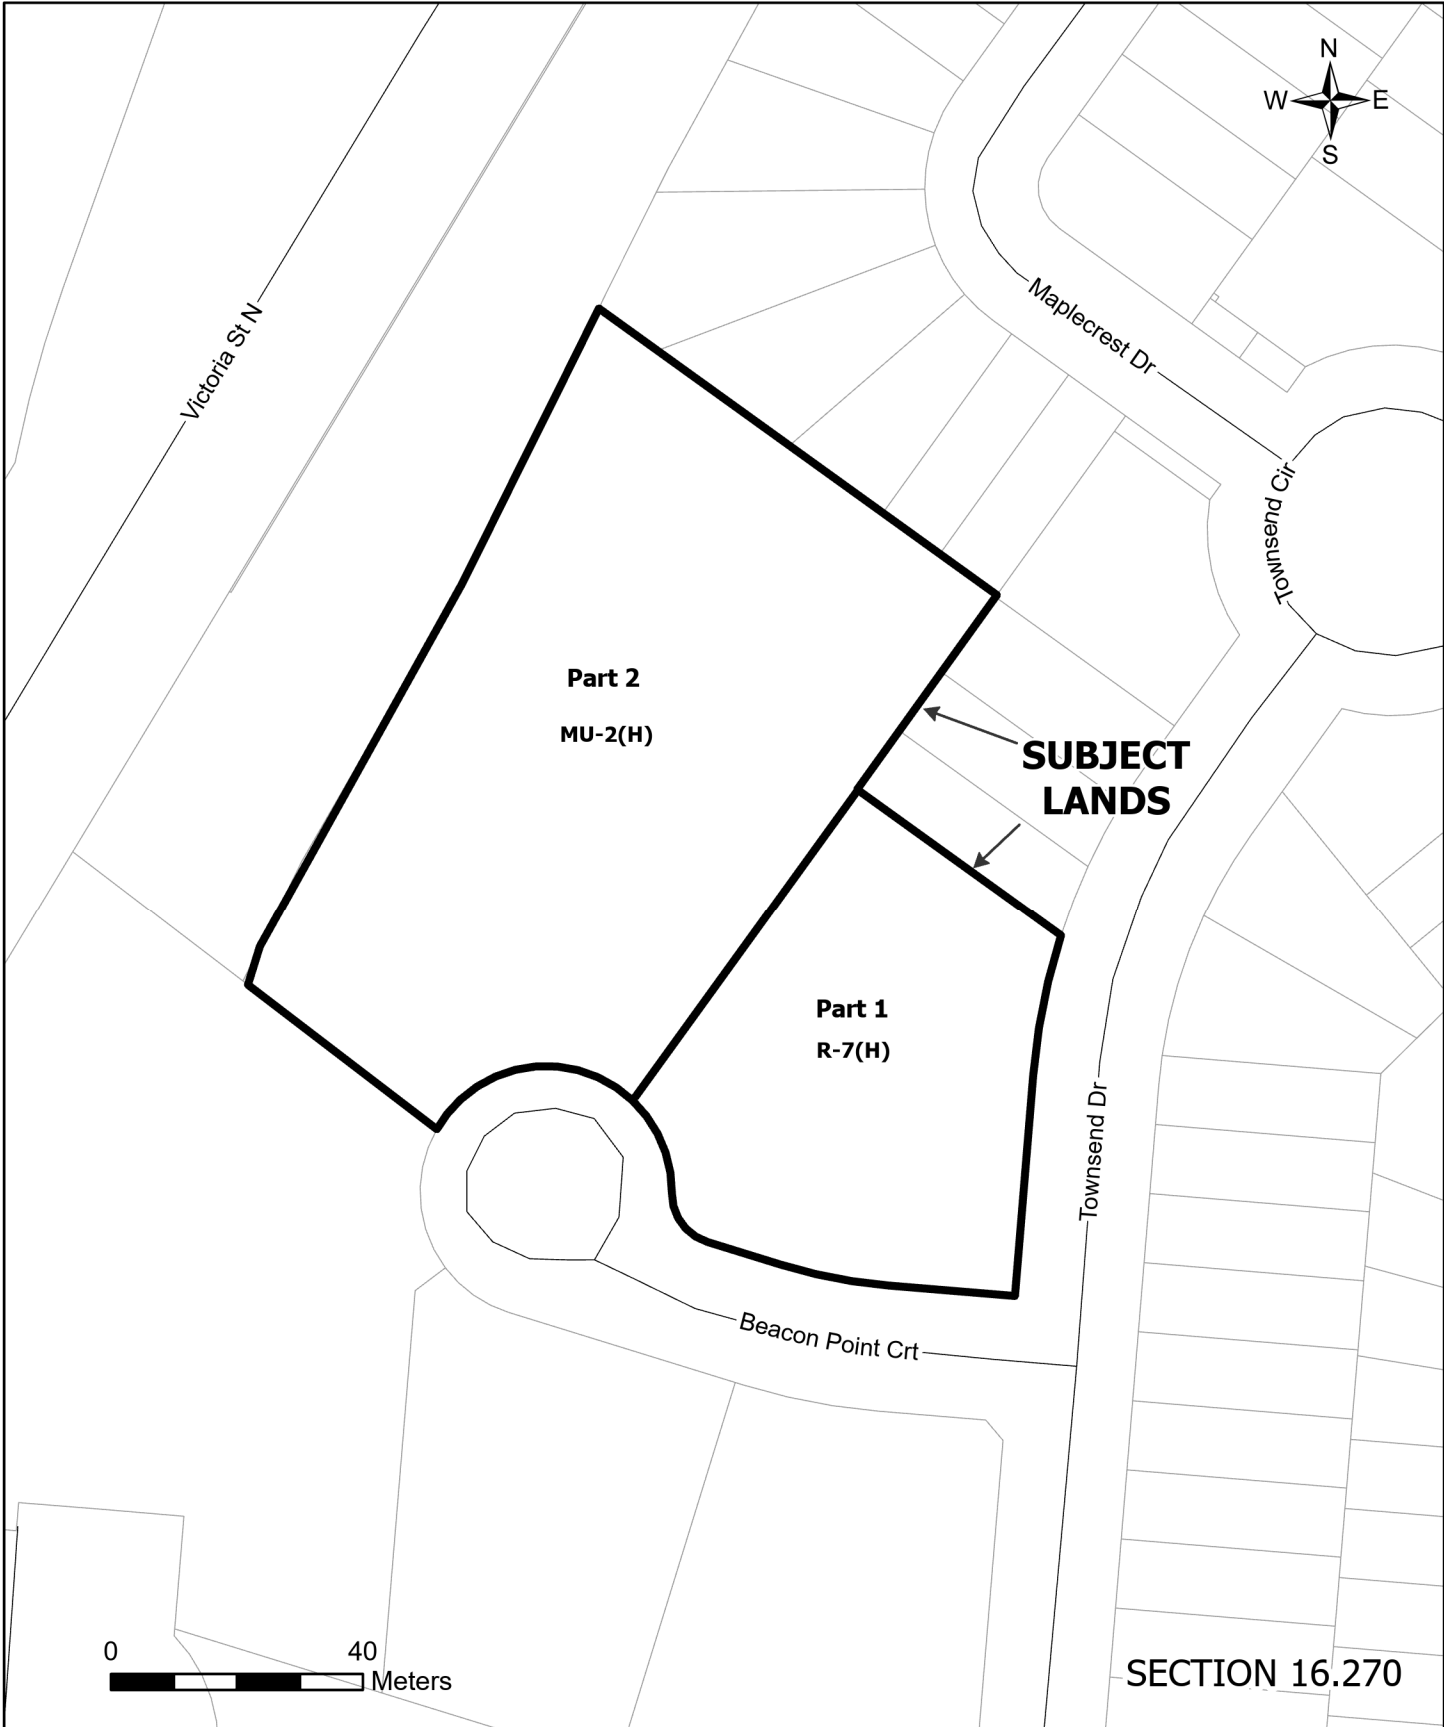 N
W E
S
Maplecrest Dr
Victoria St N
Townsend Cir
Part 2
MU-2(H)
SUBJECT
LANDS
Part 1
R-7(H)
Townsend Dr
Beacon Point Crt
0 40
Meters
SECTION 16.270